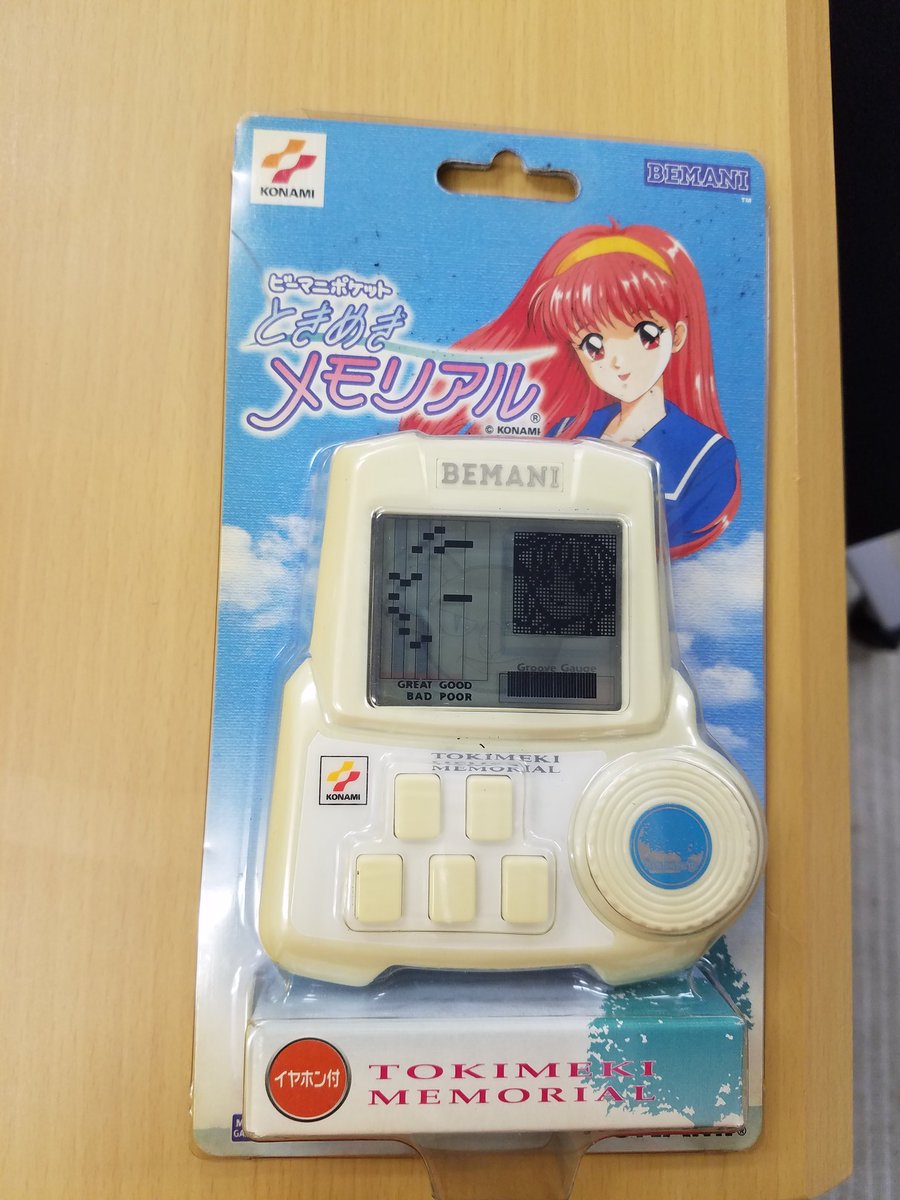 KONAMI
BEMANI
TM
ビーマニポケット
ときめき
メモリアル®
© KONAMI
BEMANI
Groove Gauge
GREAT GOOD
BAD POOR
KONAMI
TOKIMEKI
MEMORIAL
イヤホン付
TOKIMEKI
MEMORIAL